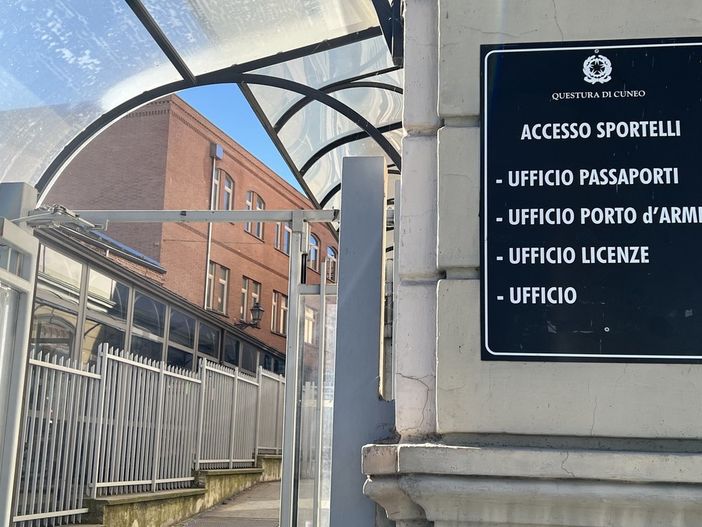 QUESTURA DI CUNEO
ACCESSO SPORTELLI
- UFFICIO PASSAPORTI
- UFFICIO PORTO d'ARMI
- UFFICIO LICENZE
- UFFICIO